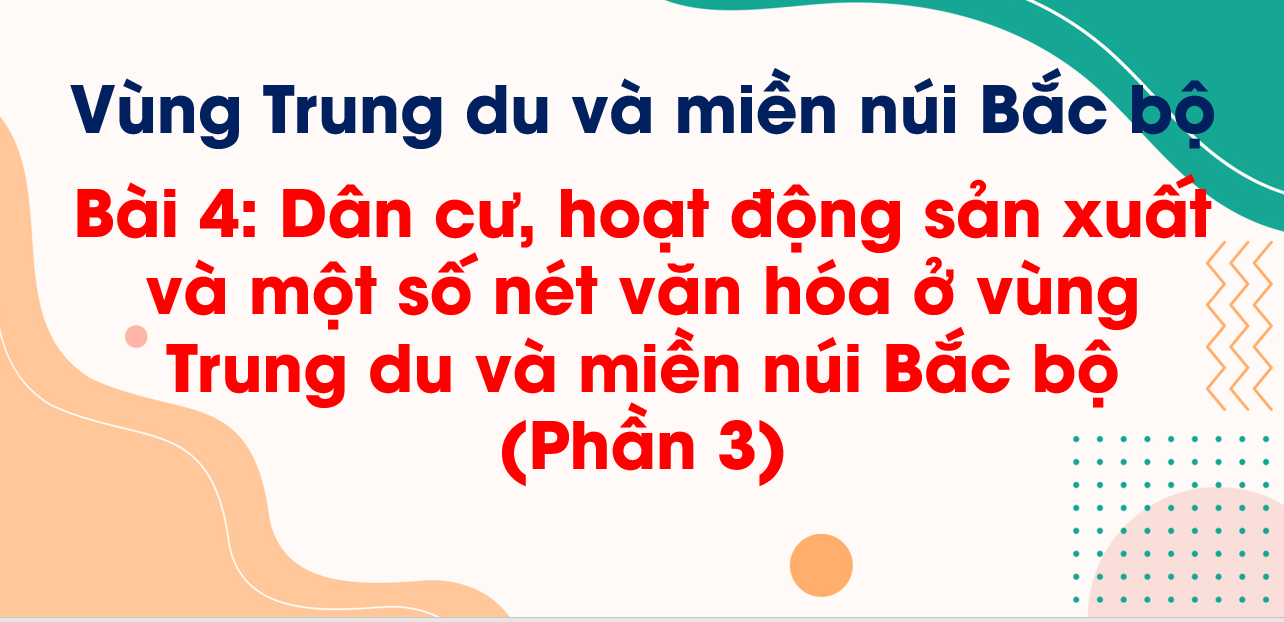 Vùng Trung du và miền núi Bắc bộ
Bài 4: Dân cư, hoạt động sản xuất
và một số nét văn hóa ở vùng
Trung du và miền núi Bắc bộ
(Phần 3)